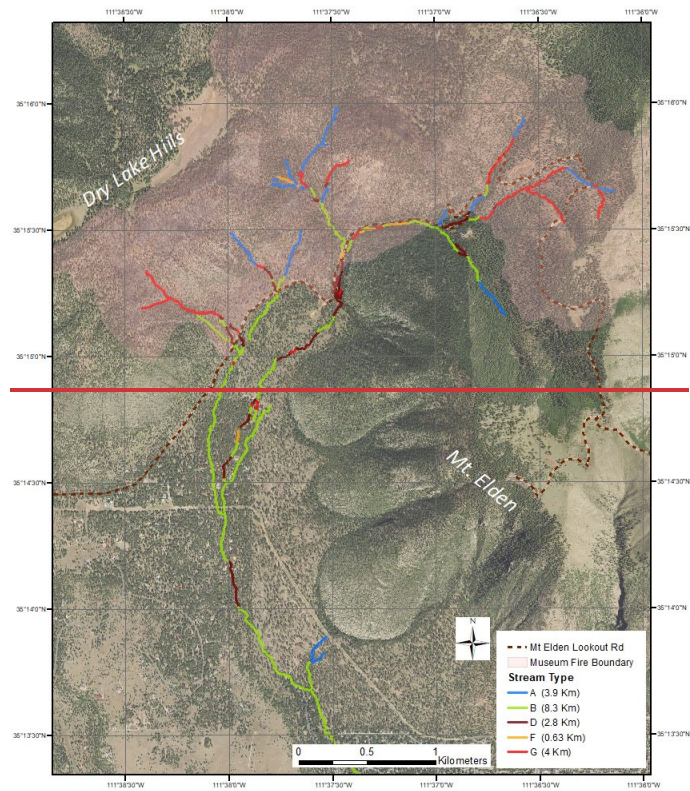 111°38'30"W 111°38'0"W 111°37'30"W 111°37'0"W 111°36'30"W 111°36'0"W
35°16'0"N 35°16'0"N
Dry Lake Hills
35°15'30"N 35°15'30"N
35°15'0"N 35°15'0"N
Mt. Elden
35°14'30"N 35°14'30"N
35°14'0"N 35°14'0"N
N
Mt Elden Lookout Rd
Museum Fire Boundary
Stream Type
A (3.9 Km)
B (8.3 Km)
D (2.8 Km)
F (0.63 Km)
G (4 Km)
35°13'30"N 35°13'30"N
0 0.5 1
Kilometers
111°38'30"W 111°38'0"W 111°37'30"W 111°37'0"W 111°36'30"W 111°36'0"W